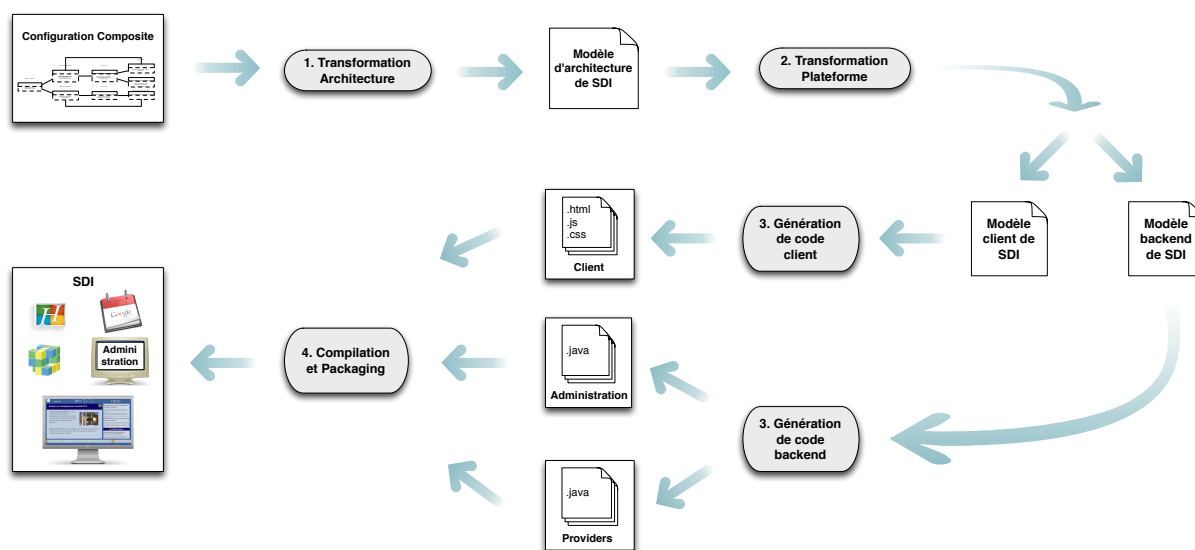 Configuration Composite
1. Transformation
Architecture
Modèle
d'architecture
de SDI
2. Transformation
Plateforme
.html
.js
.css
Client
3. Génération
de code
client
Modèle
client de
SDI
Modèle
backend
de SDI
SDI
H
Google
Admini
stration
4. Compilation
et Packaging
.java
Administration
3. Génération
de code
backend
.java
Providers